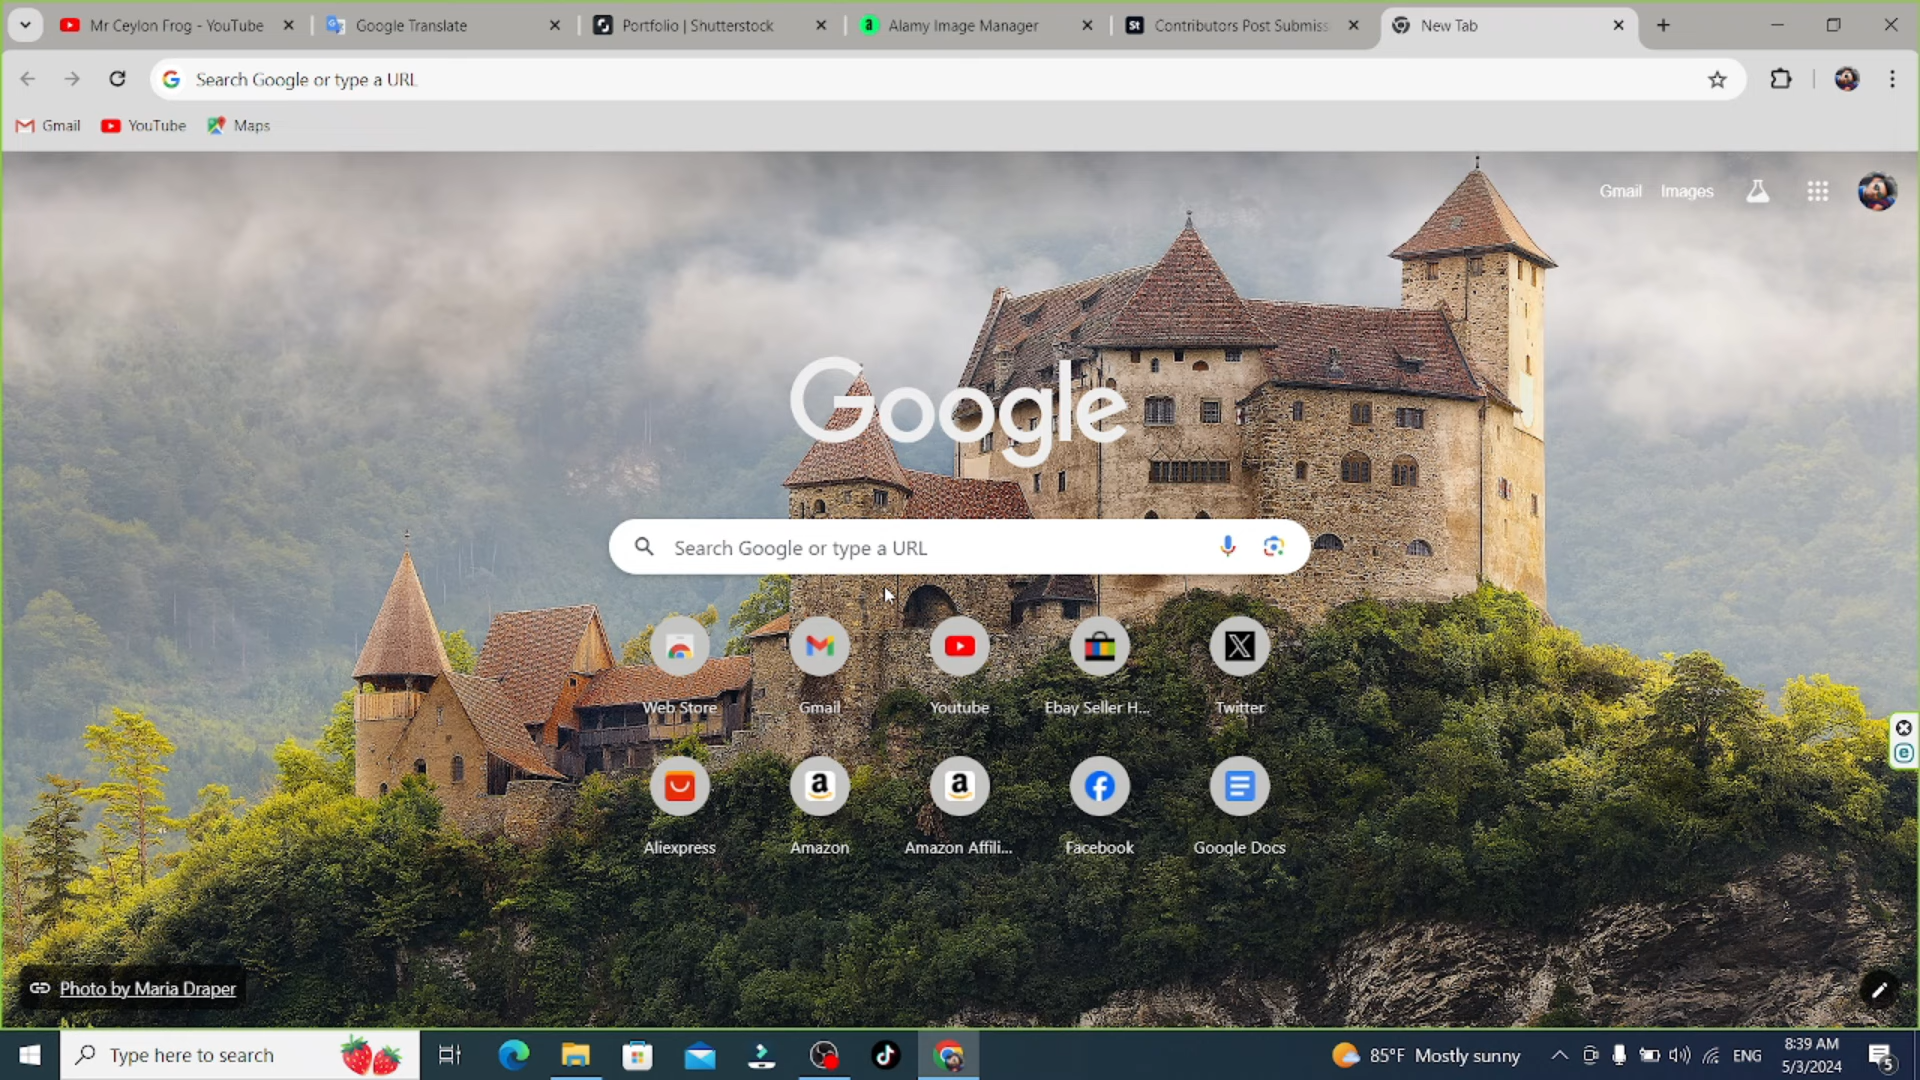 Mr Ceylon Frog - YouTube
Google Translate
Portfolio | Shutterstock
Alamy Image Manager
Contributors Post Submiss
New Tab
Search Google or type a URL
Gmail
YouTube
Maps
Gmail
Images
Google
Search Google or type a URL
Web Store
Gmail
Youtube
Ebay Seller H...
Twitter
Aliexpress
Amazon
Amazon Affili...
Facebook
Google Docs
Photo by Maria Draper
Type here to search
85°F Mostly sunny
ENG
8:39 AM
5/3/2024
5